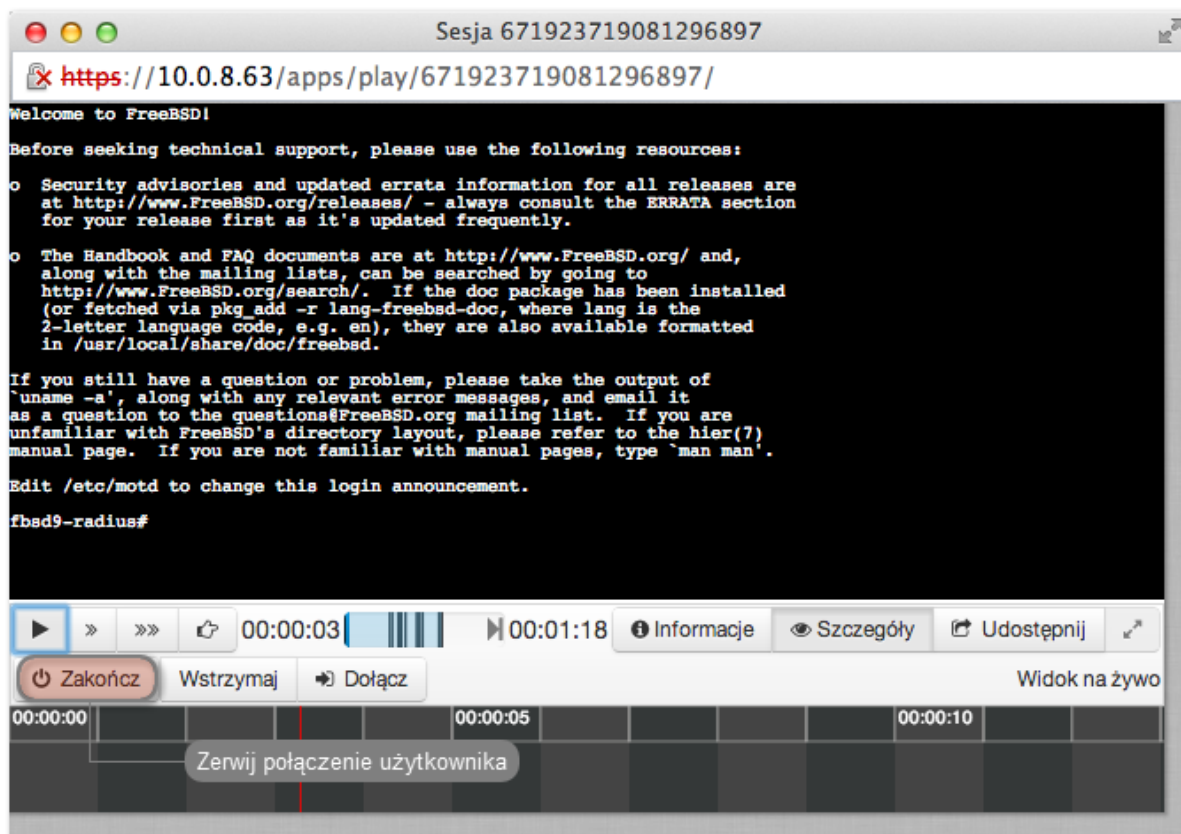 Sesja 671923719081296897
https://10.0.8.63/apps/play/671923719081296897/
Welcome to FreeBSD!
Before seeking technical support, please use the following resources:
o  Security advisories and updated errata information for all releases are
at http://www.FreeBSD.org/releases/ - always consult the ERRATA section
for your release first as it's updated frequently.
o  The Handbook and FAQ documents are at http://www.FreeBSD.org/ and,
along with the mailing lists, can be searched by going to
http://www.FreeBSD.org/search/.  If the doc package has been installed
(or fetched via pkg_add -r lang-freebsd-doc, where lang is the
2-letter language code, e.g. en), they are also available formatted
in /usr/local/share/doc/freebsd.
If you still have a question or problem, please take the output of
`uname -a', along with any relevant error messages, and email it
as a question to the questions@FreeBSD.org mailing list.  If you are
unfamiliar with FreeBSD's directory layout, please refer to the hier(7)
manual page.  If you are not familiar with manual pages, type `man man'.
Edit /etc/motd to change this login announcement.
fbsd9-radius#
00:00:03 00:01:18 Informacje Szczegóły Udostępnij
Zakończ Wstrzymaj Dołącz Widok na żywo
00:00:00 00:00:05 00:00:10
Zerwij połączenie użytkownika